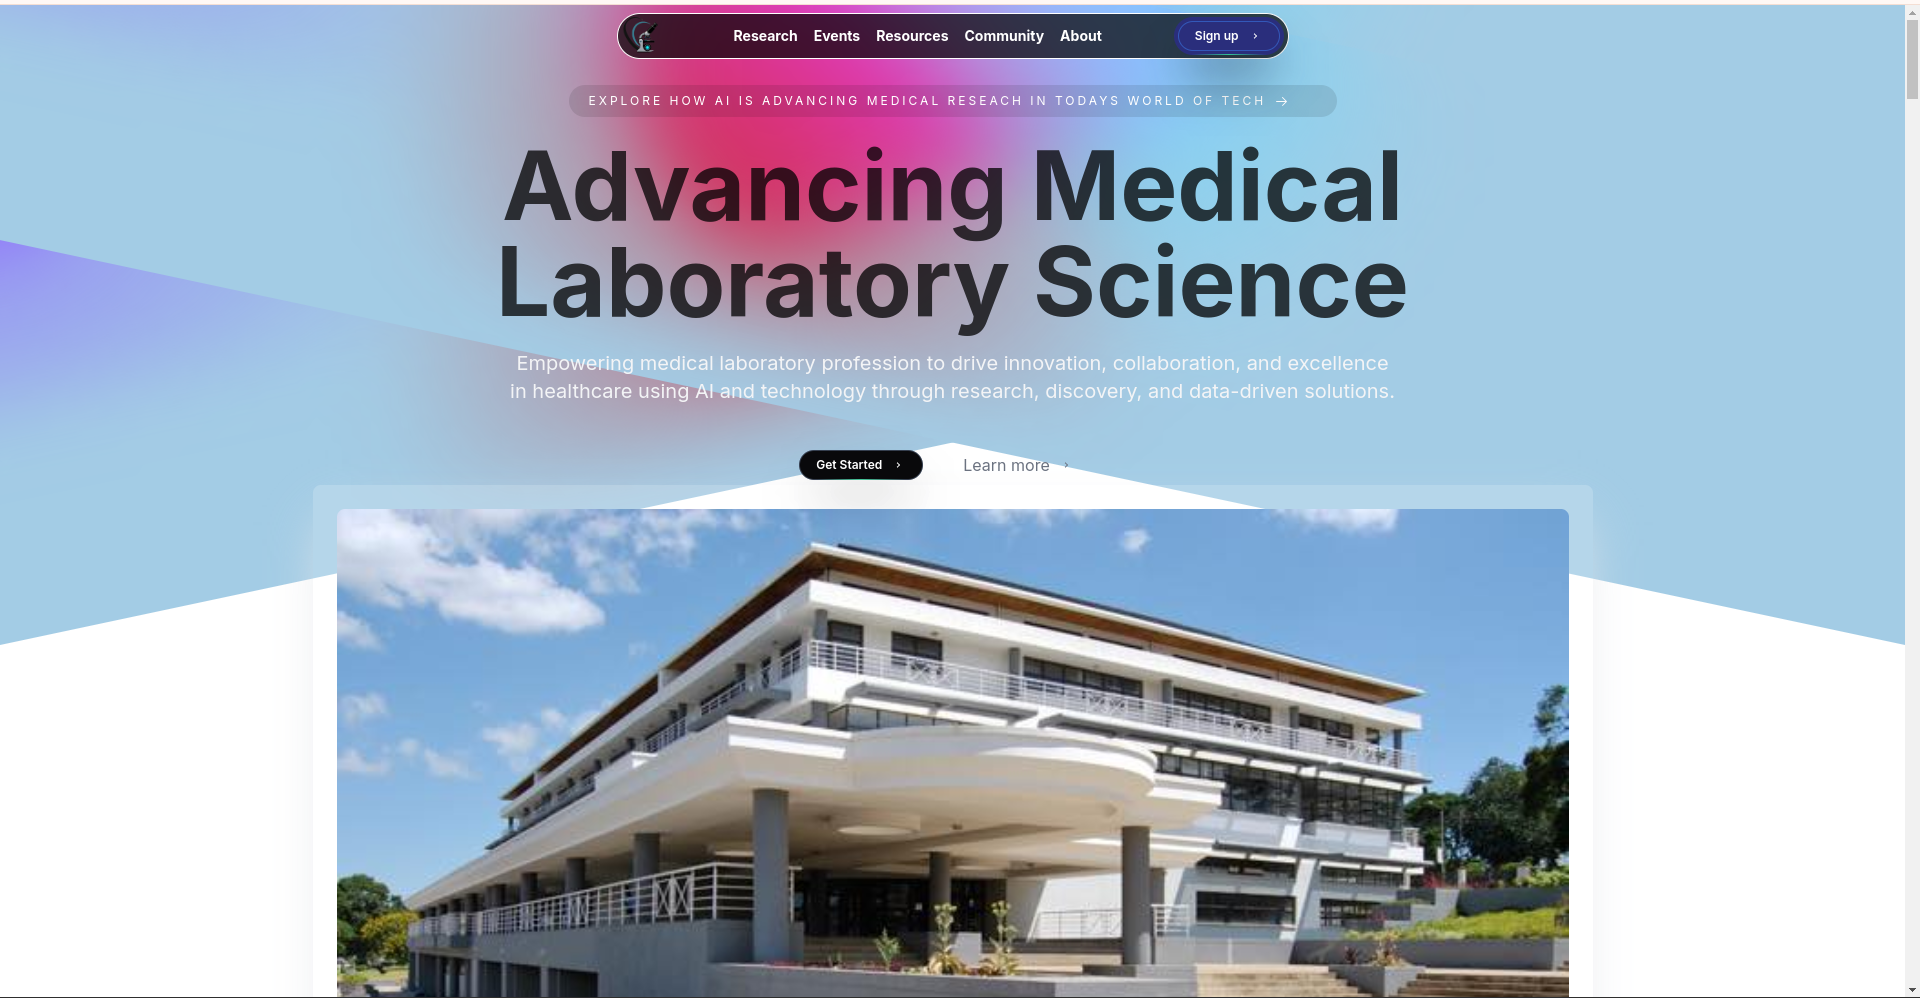 Research Events Resources Community About Sign up
EXPLORE HOW AI IS ADVANCING MEDICAL RESEACH IN TODAYS WORLD OF TECH →
Advancing Medical
Laboratory Science
Empowering medical laboratory profession to drive innovation, collaboration, and excellence
in healthcare using AI and technology through research, discovery, and data-driven solutions.
Get Started Learn more